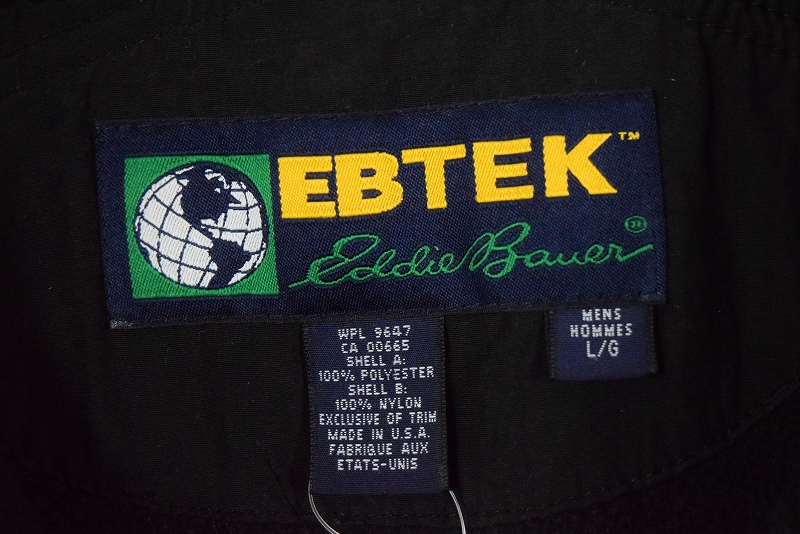 EBTEK™
Eddie Bauer®
WPL 9647
CA 00665
SHELL A:
100% POLYESTER
SHELL B:
100% NYLON
EXCLUSIVE OF TRIM
MADE IN U.S.A.
FABRIQUE AUX
ETATS-UNIS
MENS
HOMMES
L/G